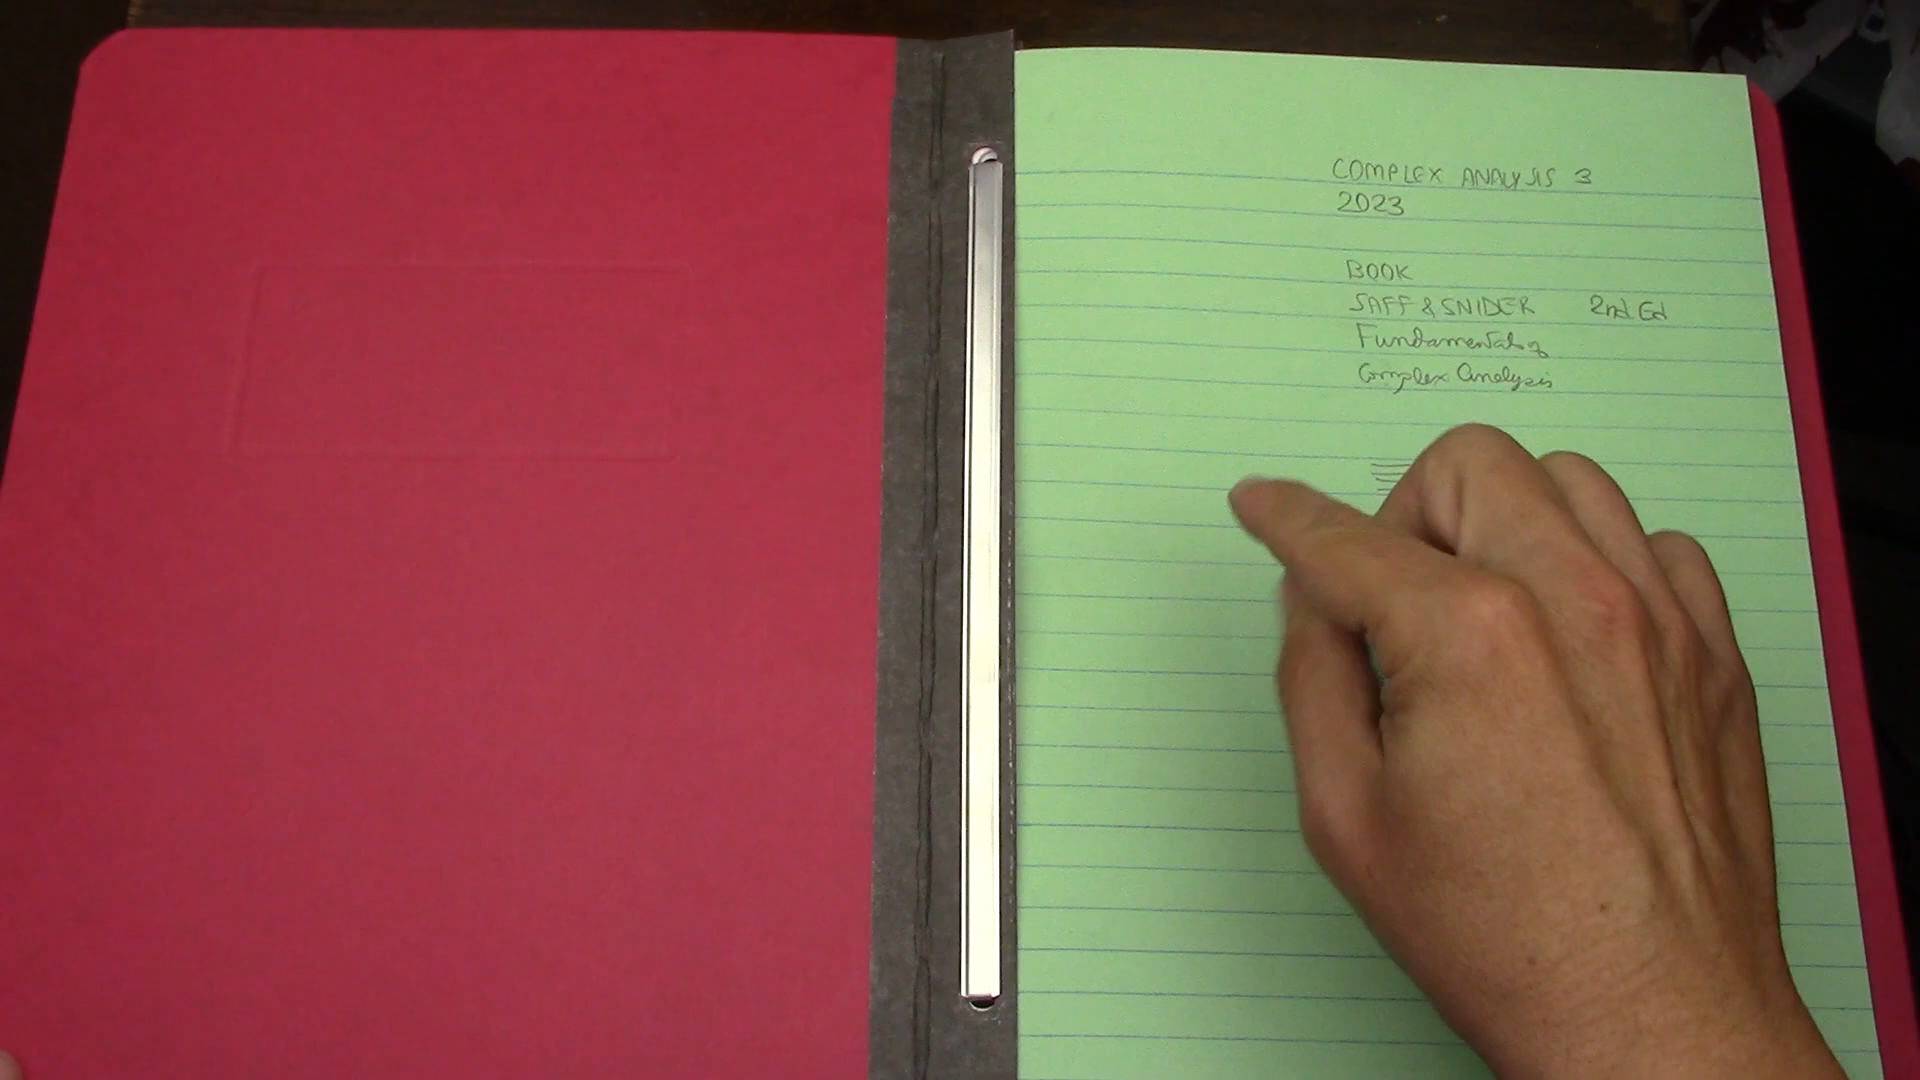 COMPLEX ANALYSIS 3
2023
BOOK
SAFF & SNIDER 2nd Ed
Fundamentals of
Complex Analysis